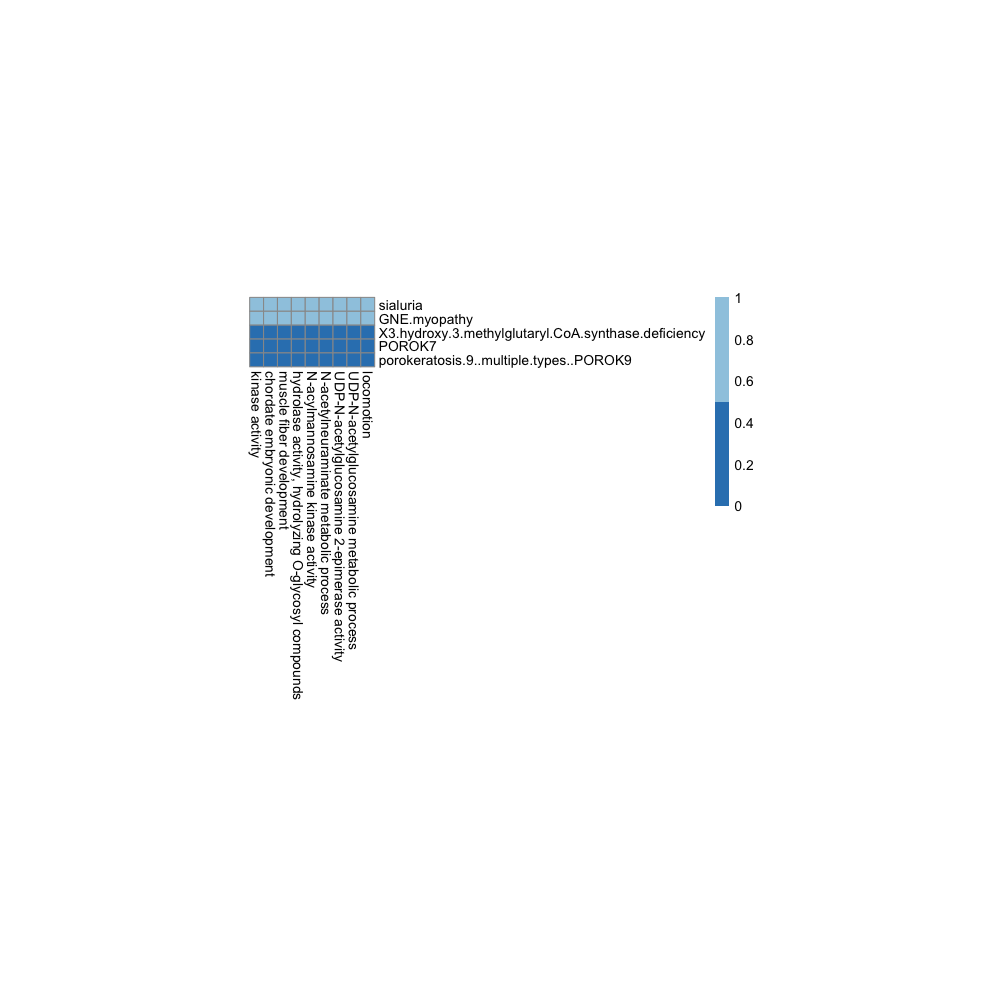 sialuria
GNE.myopathy
X3.hydroxy.3.methylglutaryl.CoA.synthase.deficiency
POROK7
porokeratosis.9..multiple.types..POROK9
kinase activity
chordate embryonic development
muscle fiber development
hydrolase activity, hydrolyzing O-glycosyl compounds
N-acylmannosamine kinase activity
N-acetylneuraminate metabolic process
UDP-N-acetylglucosamine 2-epimerase activity
UDP-N-acetylglucosamine metabolic process
locomotion
1
0.8
0.6
0.4
0.2
0